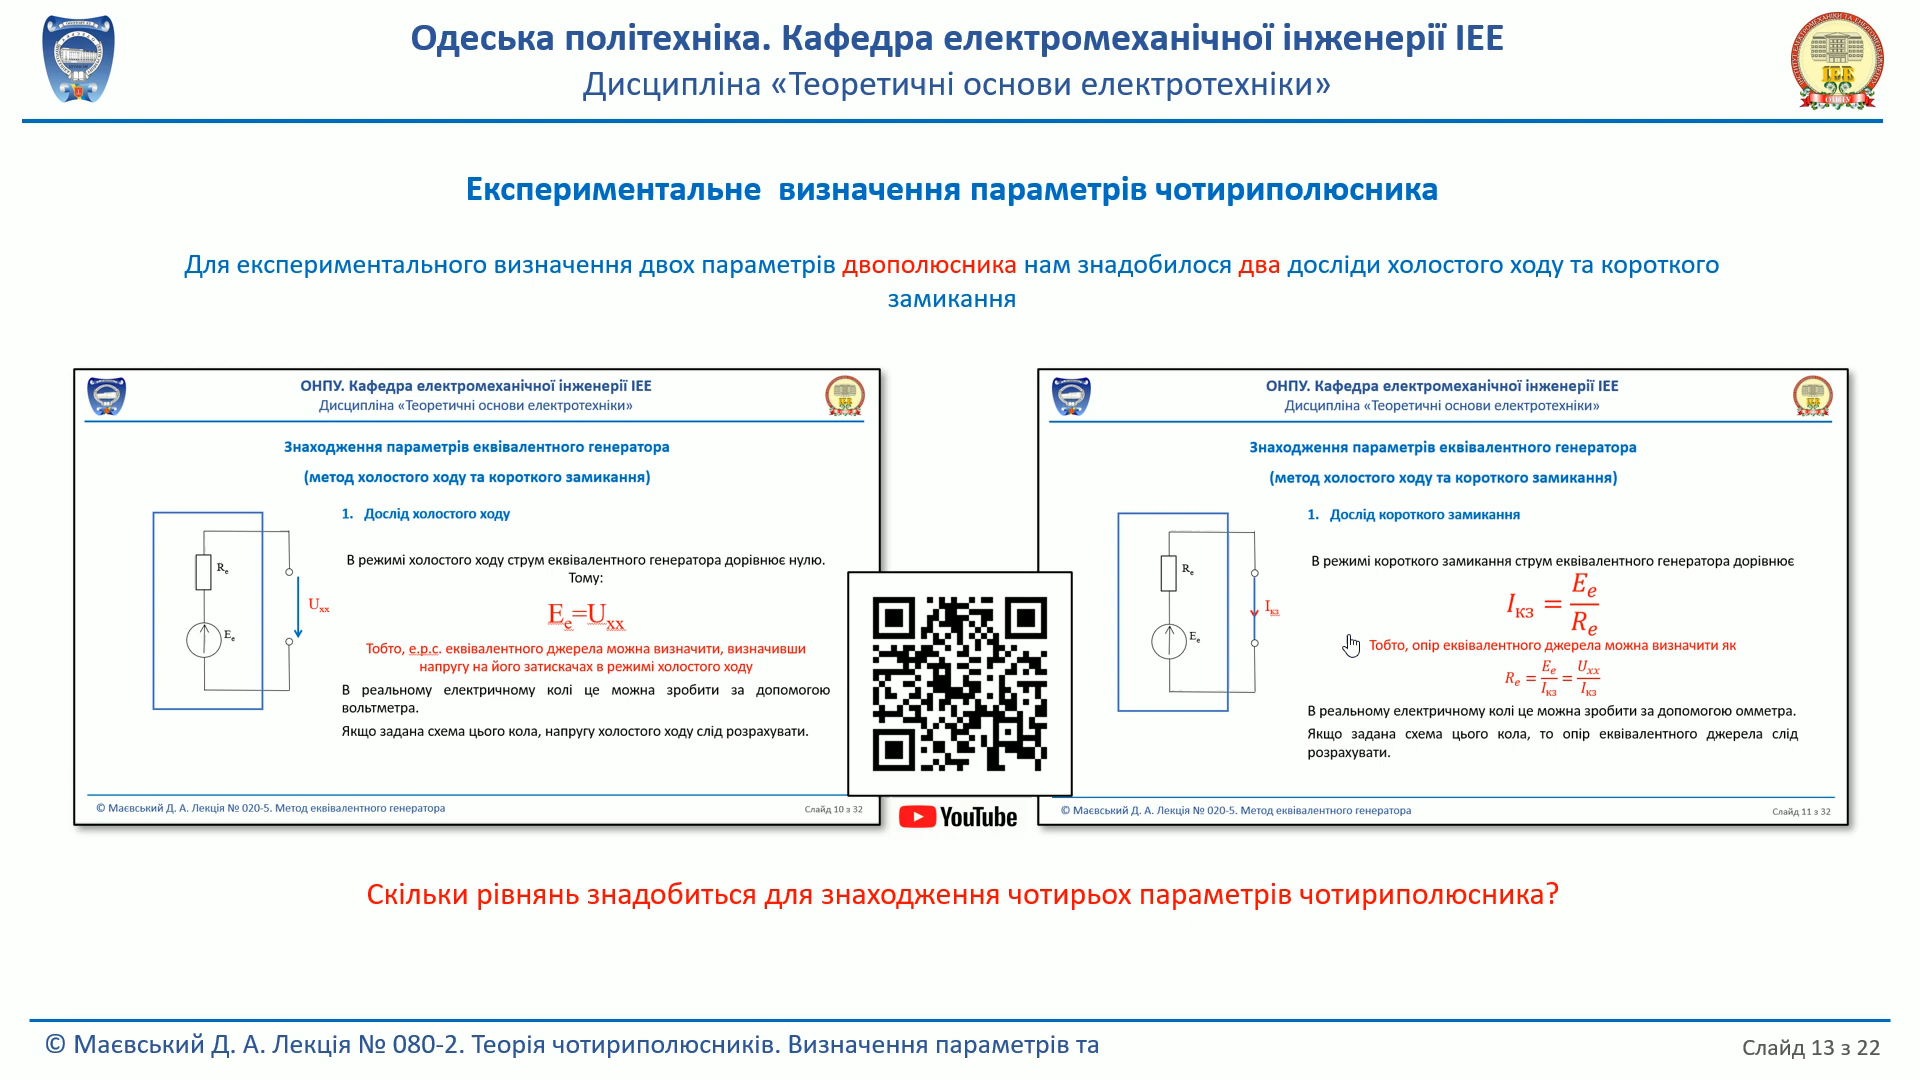 Одеська політехніка. Кафедра електромеханічної інженерії ІЕЕ
Дисципліна «Теоретичні основи електротехніки»
ІЕЕ
Експериментальне визначення параметрів чотириполюсника
Для експериментального визначення двох параметрів двополюсника нам знадобилося два досліди холостого ходу та короткого
замикання
ОНПУ. Кафедра електромеханічної інженерії ІЕЕ
Дисципліна «Теоретичні основи електротехніки»
Знаходження параметрів еквівалентного генератора
(метод холостого ходу та короткого замикання)
1. Дослід холостого ходу
В режимі холостого ходу струм еквівалентного генератора дорівнює нулю.
Тому:
Re
Uхх
Ee
Ee=Uхх
Тобто, е.р.с. еквівалентного джерела можна визначити, визначивши
напругу на його затискачах в режимі холостого ходу
В реальному електричному колі це можна зробити за допомогою
вольтметра.
Якщо задана схема цього кола, напругу холостого ходу слід розрахувати.
© Маєвський Д. А. Лекція № 020-5. Метод еквівалентного генератора
Слайд 10 з 32
YouTube
ОНПУ. Кафедра електромеханічної інженерії ІЕЕ
Дисципліна «Теоретичні основи електротехніки»
Знаходження параметрів еквівалентного генератора
(метод холостого ходу та короткого замикання)
1. Дослід короткого замикання
В режимі короткого замикання струм еквівалентного генератора дорівнює
Re
Iкз
Ee
Iкз = Ee / Re
Тобто, опір еквівалентного джерела можна визначити як
Re = Ee / Iкз = Uхх / Iкз
В реальному електричному колі це можна зробити за допомогою омметра.
Якщо задана схема цього кола, то опір еквівалентного джерела слід
розрахувати.
© Маєвський Д. А. Лекція № 020-5. Метод еквівалентного генератора
Слайд 11 з 32
Скільки рівнянь знадобиться для знаходження чотирьох параметрів чотириполюсника?
© Маєвський Д. А. Лекція № 080-2. Теорія чотириполюсників. Визначення параметрів та
Слайд 13 з 22